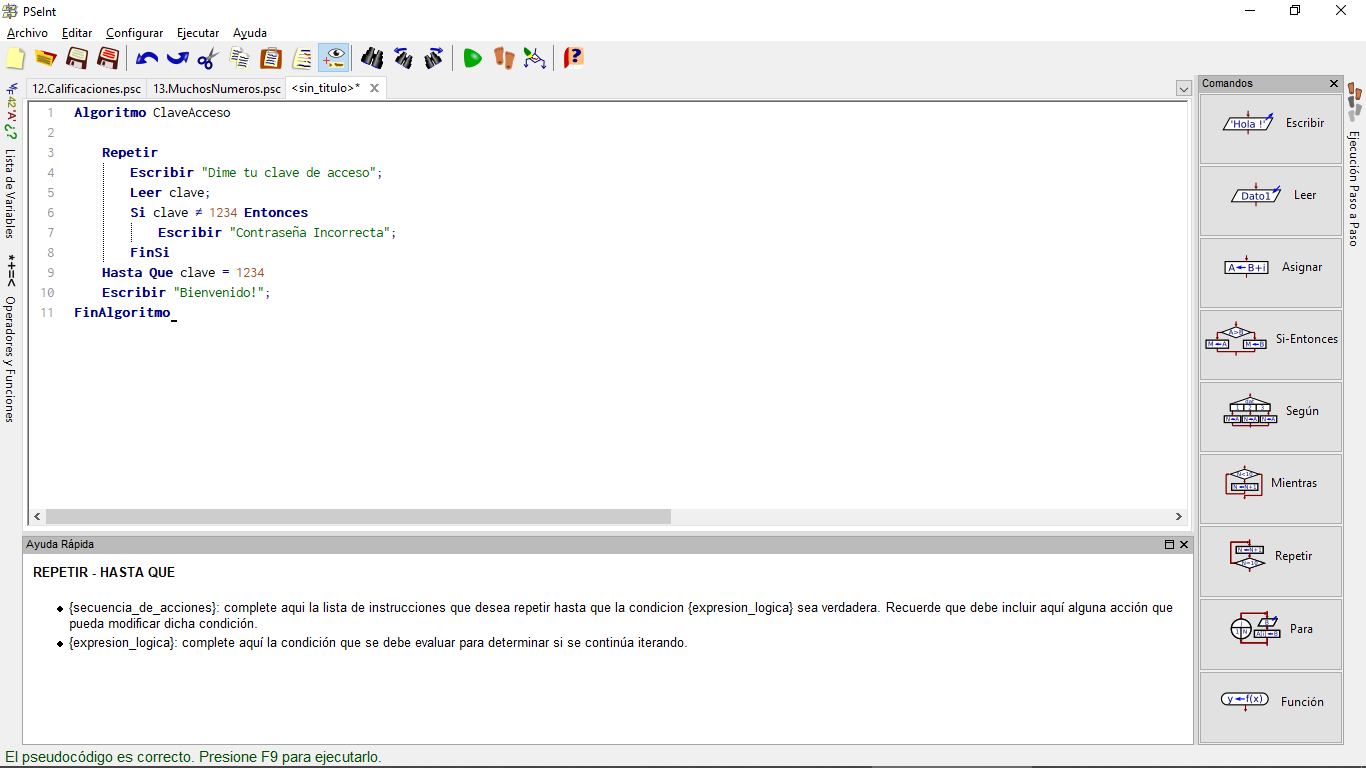 PSeInt
Archivo Editar Configurar Ejecutar Ayuda
12.Calificaciones.psc 13.MuchosNumeros.psc <sin_titulo>*
Lista de Variables
*+=<
Operadores y Funciones
1 Algoritmo ClaveAcceso
2
3 Repetir
4 Escribir "Dime tu clave de acceso";
5 Leer clave;
6 Si clave ≠ 1234 Entonces
7 Escribir "Contraseña Incorrecta";
8 FinSi
9 Hasta Que clave = 1234
10 Escribir "Bienvenido!";
11 FinAlgoritmo
Ayuda Rápida
REPETIR - HASTA QUE
{secuencia_de_acciones}: complete aqui la lista de instrucciones que desea repetir hasta que la condicion {expresion_logica} sea verdadera. Recuerde que debe incluir aquí alguna acción que
pueda modificar dicha condición.
{expresion_logica}: complete aquí la condición que se debe evaluar para determinar si se continúa iterando.
Comandos
'Hola !' Escribir
Dato1 Leer
A←B+i Asignar
A>B
M←A M←B
Si-Entonces
Según
Mientras
Repetir
Para
y←f(x) Función
Ejecución Paso a Paso
El pseudocódigo es correcto. Presione F9 para ejecutarlo.